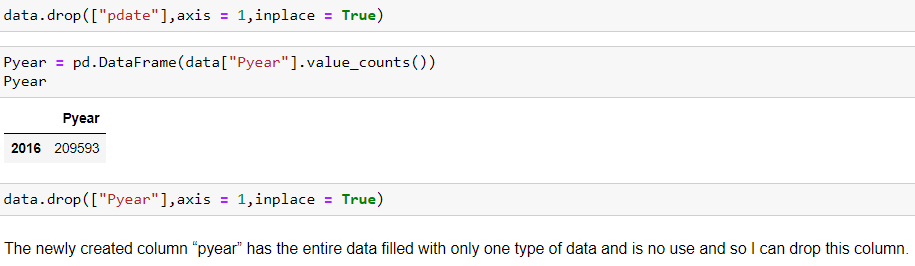 data.drop(["pdate"],axis = 1,inplace = True)
Pyear = pd.DataFrame(data["Pyear"].value_counts())
Pyear
Pyear
2016 209593
data.drop(["Pyear"],axis = 1,inplace = True)
The newly created column “pyear” has the entire data filled with only one type of data and is no use and so I can drop this column.